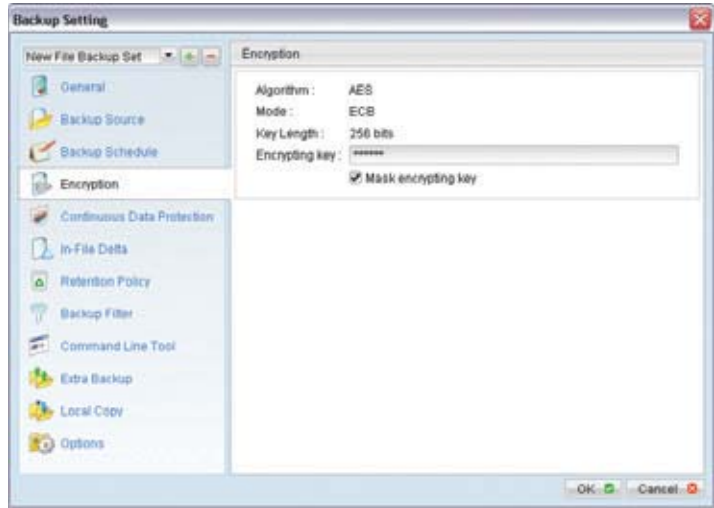 Backup Setting
New File Backup Set
General
Backup Source
Backup Schedule
Encryption
Continuous Data Protection
In-File Delta
Retention Policy
Backup Filter
Command Line Tool
Extra Backup
Local Copy
Options
Encryption
Algorithm : AES
Mode : ECB
Key Length : 256 bits
Encrypting key : ******
Mask encrypting key
OK Cancel